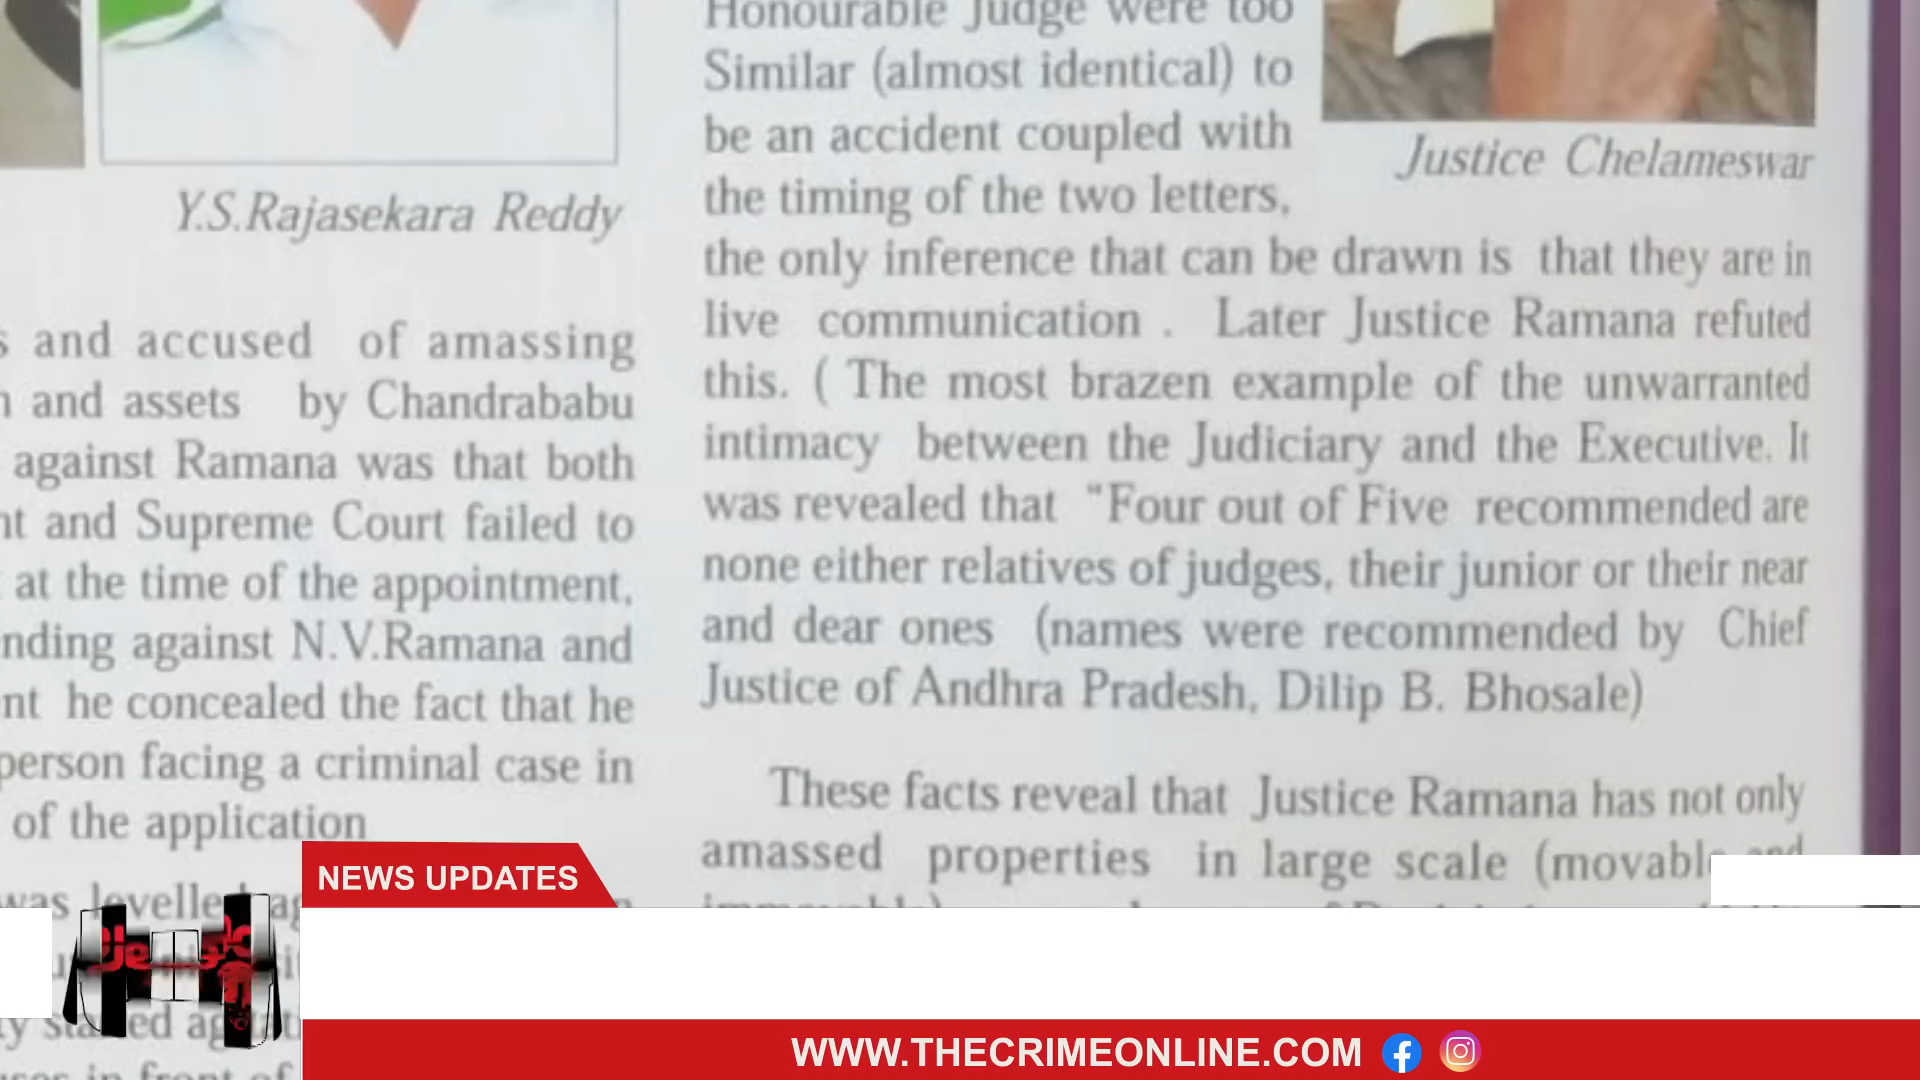 Y.S.Rajasekara Reddy
and accused of amassing
and assets by Chandrababu
against Ramana was that both
and Supreme Court failed to
at the time of the appointment,
against N.V.Ramana and
he concealed the fact that he
person facing a criminal case in
of the application
was levelled
Honourable Judge were too
Similar (almost identical) to
be an accident coupled with
the timing of the two letters,
the only inference that can be drawn is that they are in
live communication . Later Justice Ramana refuted
this. ( The most brazen example of the unwarranted
intimacy between the Judiciary and the Executive. It
was revealed that "Four out of Five recommended are
none either relatives of judges, their junior or their near
and dear ones (names were recommended by Chief
Justice of Andhra Pradesh, Dilip B. Bhosale)
These facts reveal that Justice Ramana has not only
amassed properties in large scale (movable and
Justice Chelameswar
NEWS UPDATES
WWW.THECRIMEONLINE.COM